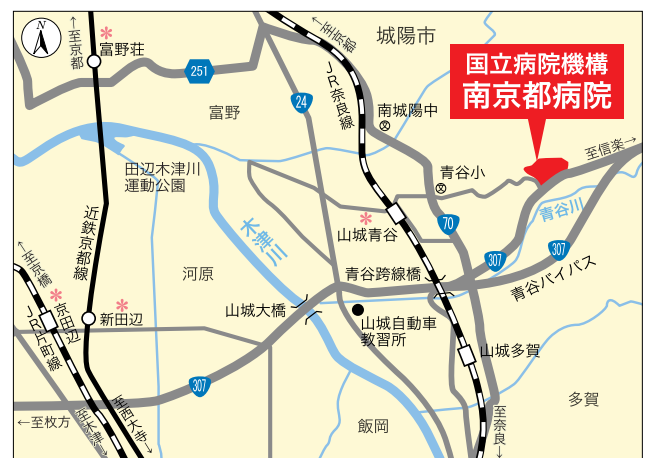 N
←至京都
富野荘
251
富野
←至京都
JR奈良線
24
城陽市
国立病院機構
南京都病院
南城陽中
青谷小
至信楽→
田辺木津川
運動公園
木津川
山城青谷
70
青谷川
307
307
青谷バイパス
近鉄京都線
河原
青谷跨線橋
←至京橋
京田辺
JR片町線
新田辺
山城大橋
山城自動車
教習所
山城多賀
307
←至枚方
至木津→
至西大寺→
飯岡
至奈良→
多賀